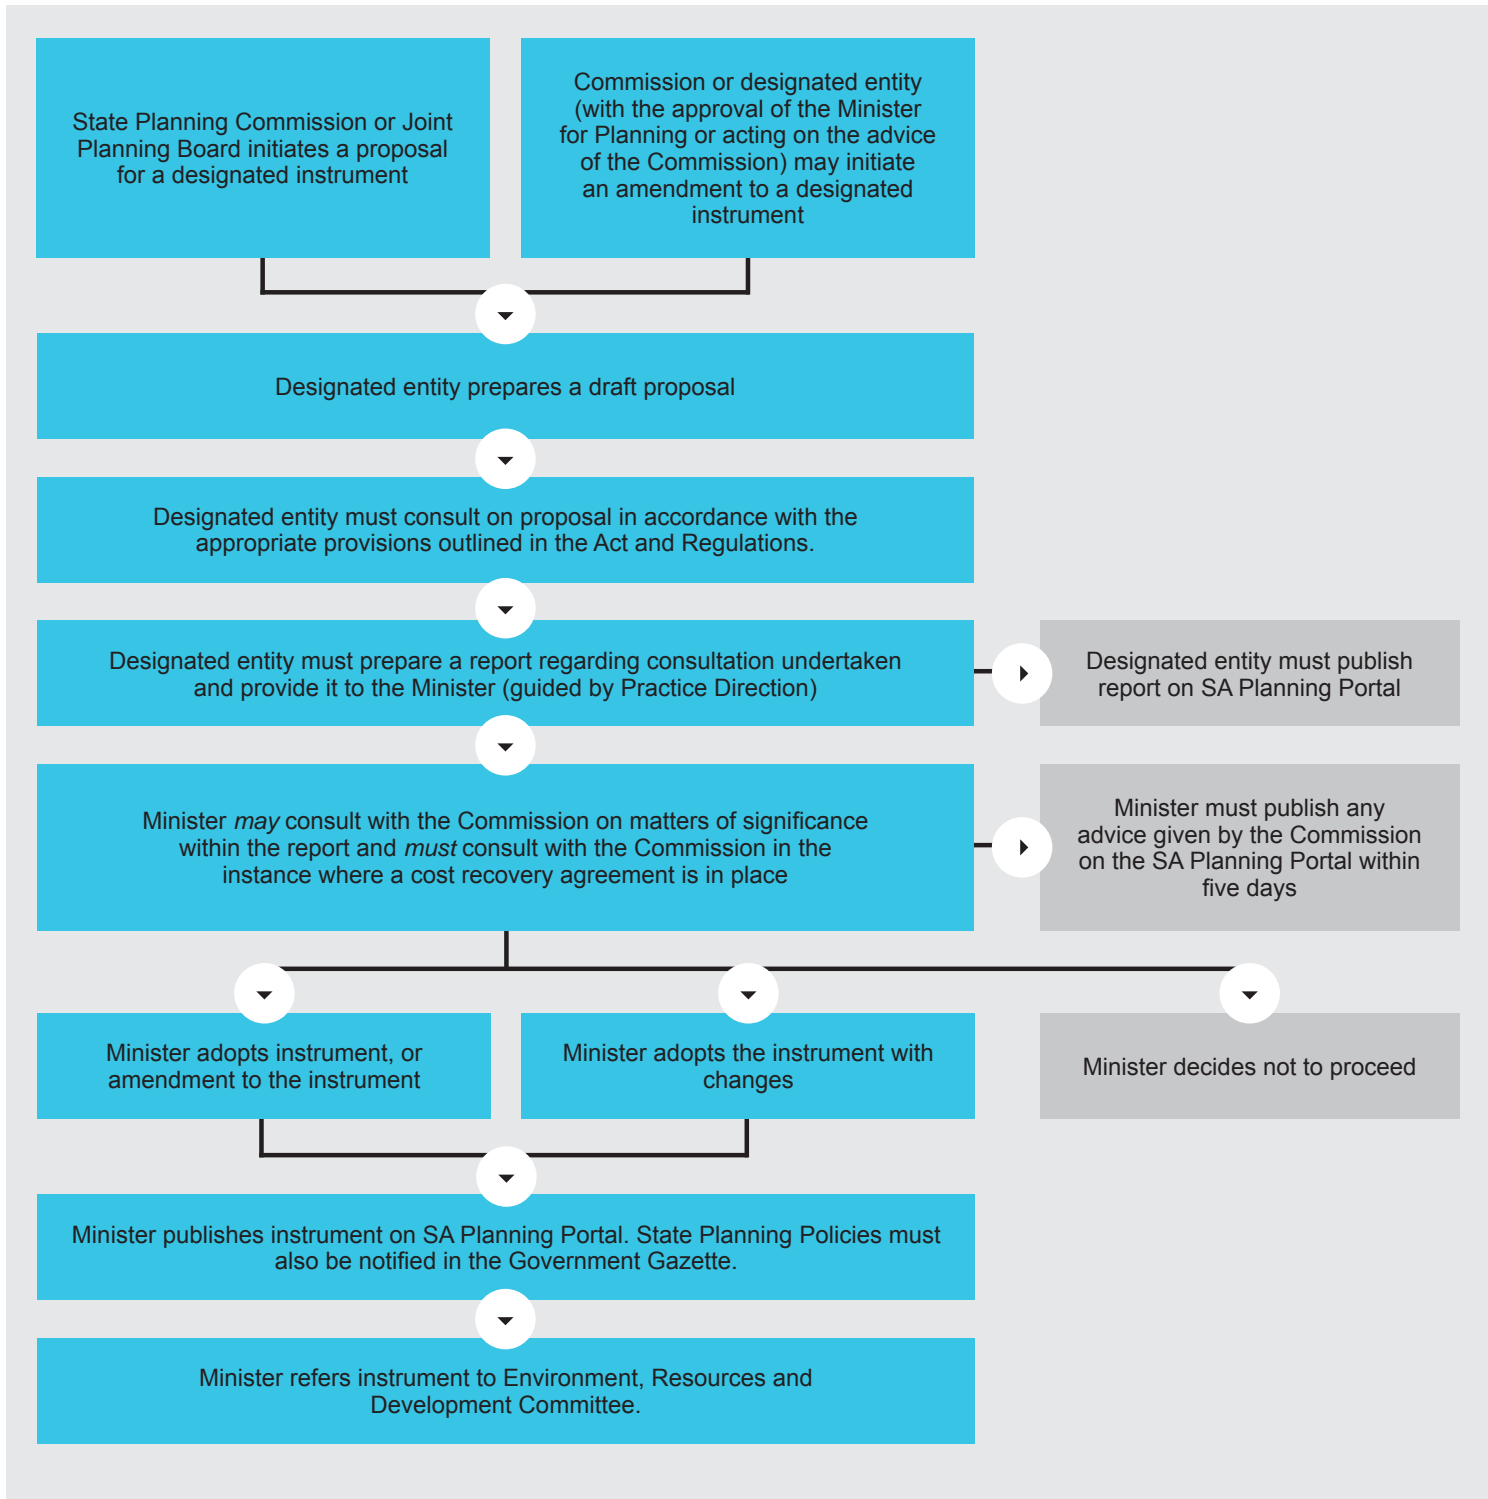 State Planning Commission or Joint
Planning Board initiates a proposal
for a designated instrument
Commission or designated entity
(with the approval of the Minister
for Planning or acting on the advice
of the Commission) may initiate
an amendment to a designated
instrument
Designated entity prepares a draft proposal
Designated entity must consult on proposal in accordance with the
appropriate provisions outlined in the Act and Regulations.
Designated entity must prepare a report regarding consultation undertaken
and provide it to the Minister (guided by Practice Direction)
Designated entity must publish
report on SA Planning Portal
Minister may consult with the Commission on matters of significance
within the report and must consult with the Commission in the
instance where a cost recovery agreement is in place
Minister must publish any
advice given by the Commission
on the SA Planning Portal within
five days
Minister adopts instrument, or
amendment to the instrument
Minister adopts the instrument with
changes
Minister decides not to proceed
Minister publishes instrument on SA Planning Portal. State Planning Policies must
also be notified in the Government Gazette.
Minister refers instrument to Environment, Resources and
Development Committee.